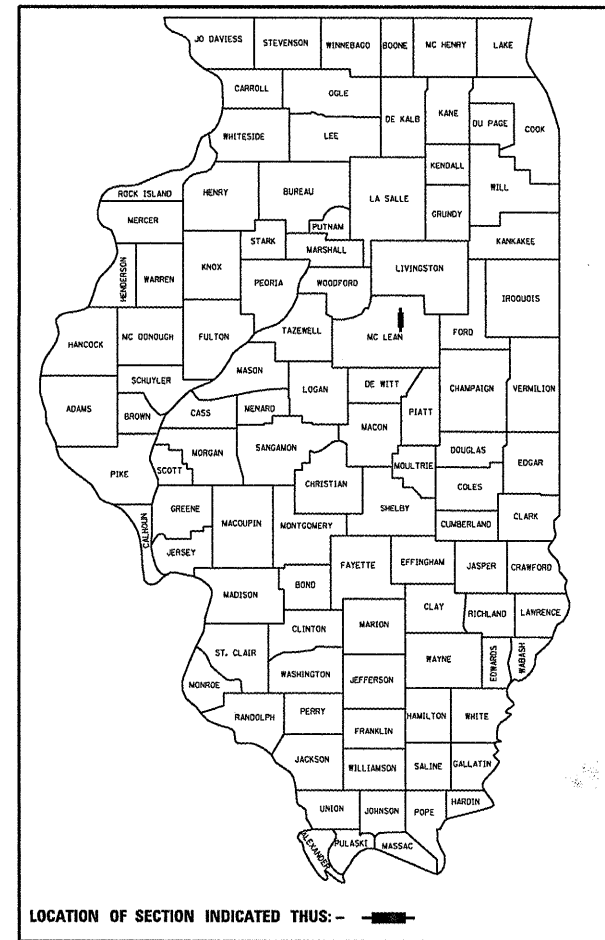 JO DAVIESS
STEVENSON
WINNEBAGO
BOONE
MC HENRY
LAKE
CARROLL
OGLE
DE KALB
KANE
DU PAGE
COOK
WHITESIDE
LEE
KENDALL
WILL
ROCK ISLAND
HENRY
BUREAU
LA SALLE
GRUNDY
MERCER
PUTNAM
STARK
MARSHALL
KANKAKEE
HENDERSON
WARREN
KNOX
PEORIA
WOODFORD
LIVINGSTON
IROQUOIS
HANCOCK
MC DONOUGH
FULTON
TAZEWELL
MC LEAN
FORD
MASON
SCHUYLER
LOGAN
DE WITT
CHAMPAIGN
VERMILION
ADAMS
BROWN
CASS
MENARD
PIATT
MACON
MORGAN
SANGAMON
DOUGLAS
EDGAR
PIKE
SCOTT
CHRISTIAN
MOULTRIE
COLES
GREENE
MACOUPIN
MONTGOMERY
SHELBY
CUMBERLAND
CLARK
CALHOUN
JERSEY
FAYETTE
EFFINGHAM
JASPER
CRAWFORD
MADISON
BOND
CLAY
RICHLAND
LAWRENCE
CLINTON
MARION
ST. CLAIR
WAYNE
EDWARDS
WABASH
WASHINGTON
JEFFERSON
MONROE
RANDOLPH
PERRY
HAMILTON
WHITE
FRANKLIN
JACKSON
WILLIAMSON
SALINE
GALLATIN
UNION
JOHNSON
POPE
HARDIN
ALEXANDER
PULASKI
MASSAC
LOCATION OF SECTION INDICATED THUS: -